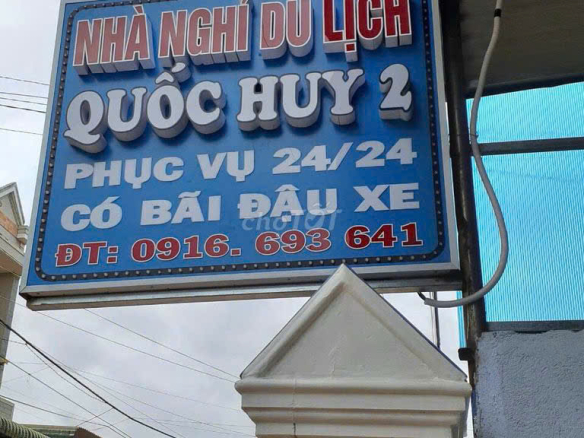 NHÀ NGHỈ DU LỊCH
QUỐC HUY 2
PHỤC VỤ 24/24
CÓ BÃI ĐẬU XE
ĐT: 0916. 693 641
chợTỐT